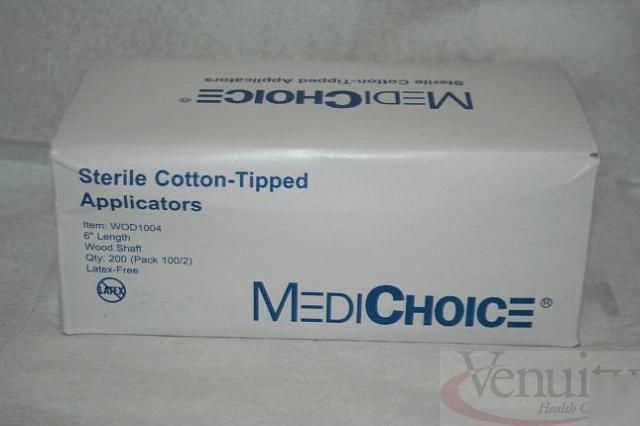 MEDICHOICE®
Sterile Cotton-Tipped Applicators
Sterile Cotton-Tipped
Applicators
Item: WOD1004
6" Length
Wood Shaft
Qty: 200 (Pack 100/2)
Latex-Free
LATEX
MEDICHOICE®
Venuity
Health C